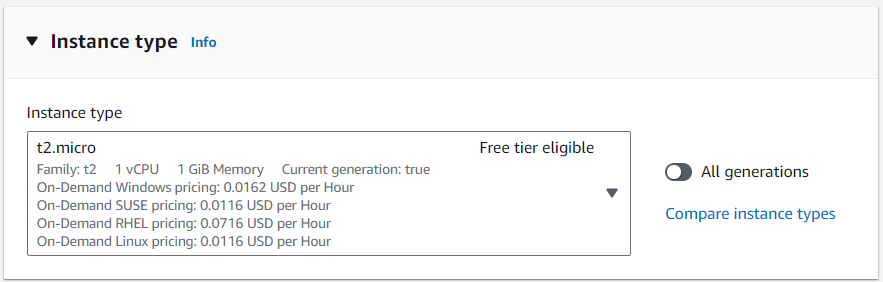 Instance type Info
Instance type
t2.micro Free tier eligible
Family: t2 1 vCPU 1 GiB Memory Current generation: true
On-Demand Windows pricing: 0.0162 USD per Hour
On-Demand SUSE pricing: 0.0116 USD per Hour
On-Demand RHEL pricing: 0.0716 USD per Hour
On-Demand Linux pricing: 0.0116 USD per Hour
All generations
Compare instance types